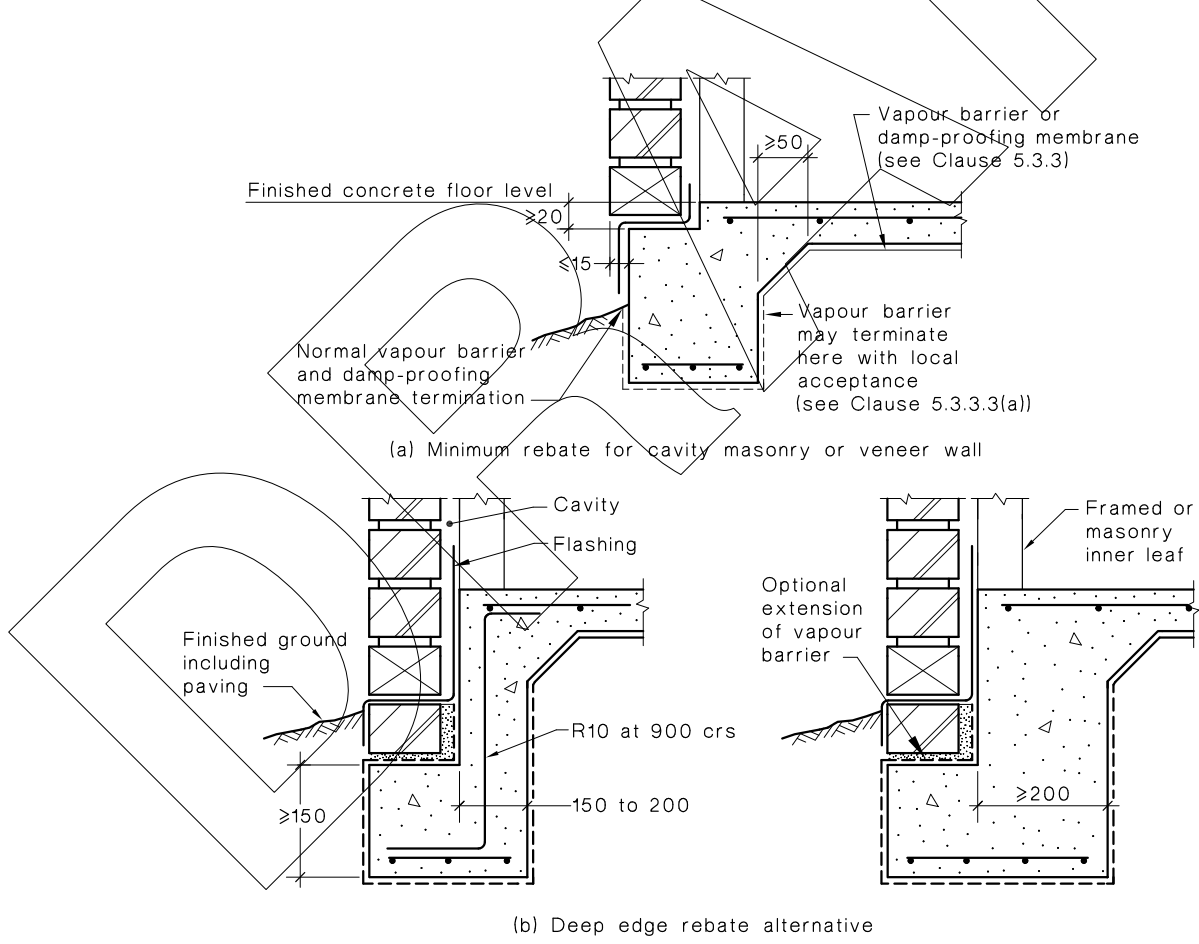 Vapour barrier or
damp-proofing membrane
(see Clause 5.3.3)
⩾50
Finished concrete floor level
⩾20
⩽15
Vapour barrier
may terminate
here with local
acceptance
(see Clause 5.3.3.3(a))
Normal vapour barrier
and damp-proofing
membrane termination
(a) Minimum rebate for cavity masonry or veneer wall
Cavity
Flashing
Finished ground
including
paving
R10 at 900 crs
150 to 200
⩾150
Framed or
masonry
inner leaf
Optional
extension
of vapour
barrier
⩾200
(b) Deep edge rebate alternative